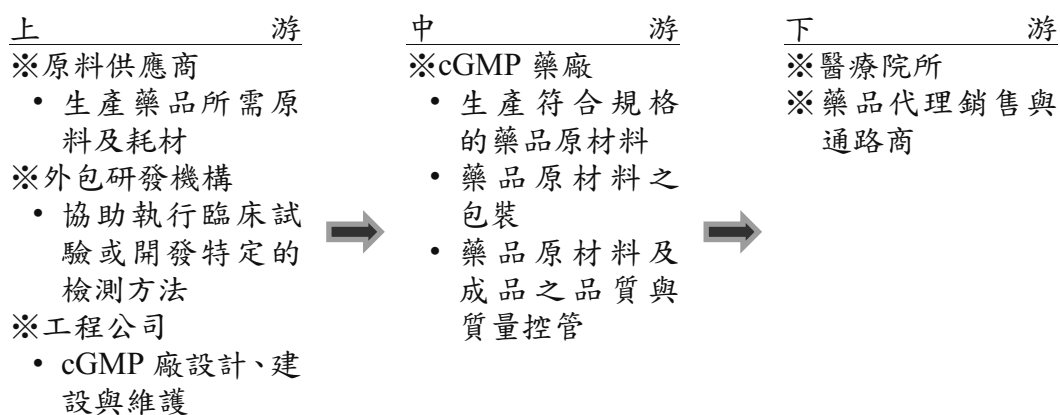 上游
※原料供應商
• 生產藥品所需原
料及耗材
※外包研發機構
• 協助執行臨床試
驗或開發特定的
檢測方法
※工程公司
• cGMP 廠設計、建
設與維護
中游
※cGMP 藥廠
• 生產符合規格
的藥品原材料
• 藥品原材料之
包裝
• 藥品原材料及
成品之品質與
質量控管
下游
※醫療院所
※藥品代理銷售與
通路商